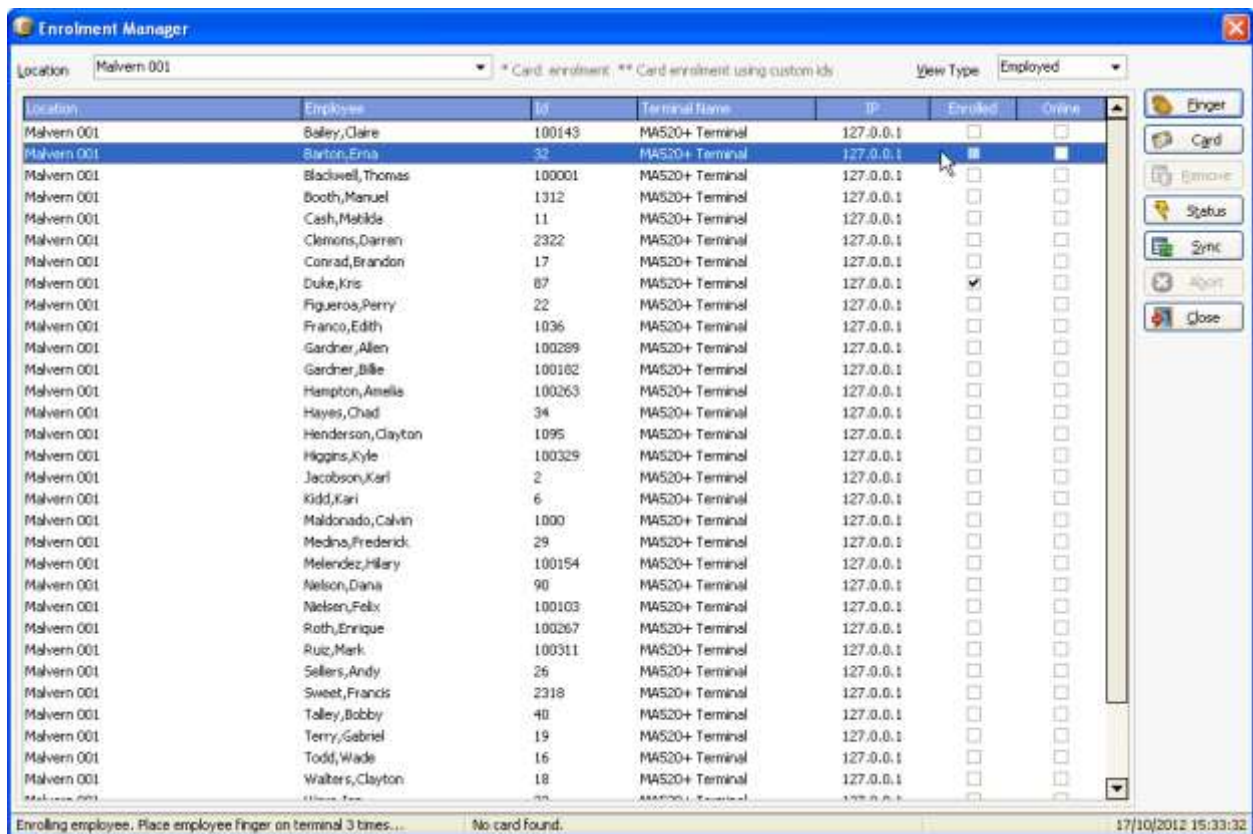 Enrolment Manager
Location Malvern 001 * Card enrolment ** Card enrolment using custom ids View Type Employed
Location Employee Id Terminal Name IP Enrolled Online
Malvern 001 Bailey,Claire 100143 MA520+ Terminal 127.0.0.1
Malvern 001 Barton,Erna 32 MA520+ Terminal 127.0.0.1
Malvern 001 Blackwell,Thomas 100001 MA520+ Terminal 127.0.0.1
Malvern 001 Booth,Manuel 1312 MA520+ Terminal 127.0.0.1
Malvern 001 Cash,Matilda 11 MA520+ Terminal 127.0.0.1
Malvern 001 Clemons,Darren 2322 MA520+ Terminal 127.0.0.1
Malvern 001 Conrad,Brandon 17 MA520+ Terminal 127.0.0.1
Malvern 001 Duke,Kris 87 MA520+ Terminal 127.0.0.1
Malvern 001 Figueroa,Perry 22 MA520+ Terminal 127.0.0.1
Malvern 001 Franco,Edith 1036 MA520+ Terminal 127.0.0.1
Malvern 001 Gardner,Allen 100289 MA520+ Terminal 127.0.0.1
Malvern 001 Gardner,Billie 100182 MA520+ Terminal 127.0.0.1
Malvern 001 Hampton,Amelia 100263 MA520+ Terminal 127.0.0.1
Malvern 001 Hayes,Chad 34 MA520+ Terminal 127.0.0.1
Malvern 001 Henderson,Clayton 1095 MA520+ Terminal 127.0.0.1
Malvern 001 Higgins,Kyle 100329 MA520+ Terminal 127.0.0.1
Malvern 001 Jacobson,Karl 2 MA520+ Terminal 127.0.0.1
Malvern 001 Kidd,Kari 6 MA520+ Terminal 127.0.0.1
Malvern 001 Maldonado,Calvin 1000 MA520+ Terminal 127.0.0.1
Malvern 001 Medina,Frederick 29 MA520+ Terminal 127.0.0.1
Malvern 001 Melendez,Hilary 100154 MA520+ Terminal 127.0.0.1
Malvern 001 Nelson,Dana 90 MA520+ Terminal 127.0.0.1
Malvern 001 Nielsen,Felix 100103 MA520+ Terminal 127.0.0.1
Malvern 001 Roth,Enrique 100267 MA520+ Terminal 127.0.0.1
Malvern 001 Ruiz,Mark 100311 MA520+ Terminal 127.0.0.1
Malvern 001 Sellers,Andy 26 MA520+ Terminal 127.0.0.1
Malvern 001 Sweet,Francis 2318 MA520+ Terminal 127.0.0.1
Malvern 001 Talley,Bobby 40 MA520+ Terminal 127.0.0.1
Malvern 001 Terry,Gabriel 19 MA520+ Terminal 127.0.0.1
Malvern 001 Todd,Wade 16 MA520+ Terminal 127.0.0.1
Malvern 001 Walters,Clayton 18 MA520+ Terminal 127.0.0.1
Finger
Card
Remove
Status
Sync
Abort
Close
Enrolling employee. Place employee finger on terminal 3 times... No card found. 17/10/2012 15:33:32